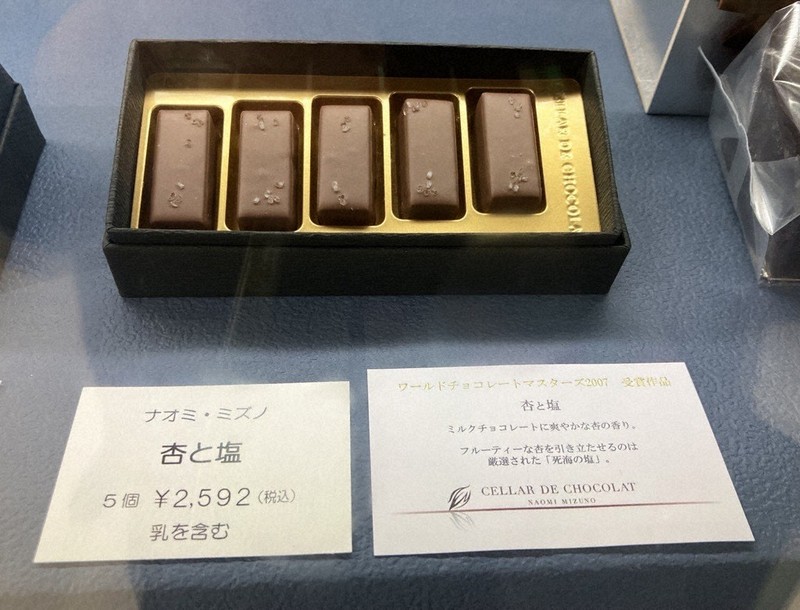 CHOCOLA
ナオミ・ミズノ
杏と塩
5個 ¥2,592(税込)
乳を含む
ワールドチョコレートマスターズ2007 受賞作品
杏と塩
ミルクチョコレートに爽やかな杏の香り。
フルーティーな杏を引き立たせるのは
厳選された「死海の塩」。
CELLAR DE CHOCOLAT
NAOMI MIZUNO